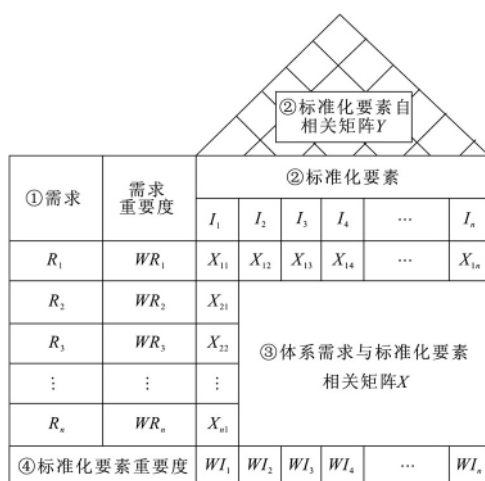 ②标准化要素自
相关矩阵Y
①需求
需求
重要度
②标准化要素
I₁ I₂ I₃ I₄ ⋯ Iₙ
R₁ WR₁ X₁₁ X₁₂ X₁₃ X₁₄ ⋯ X₁ₙ
R₂ WR₂ X₂₁
R₃ WR₃ X₂₂
③体系需求与标准化要素
相关矩阵X
⋮ ⋮ ⋮
Rₙ WRₙ Xₙ₁
④标准化要素重要度 WI₁ WI₂ WI₃ WI₄ ⋯ WIₙ